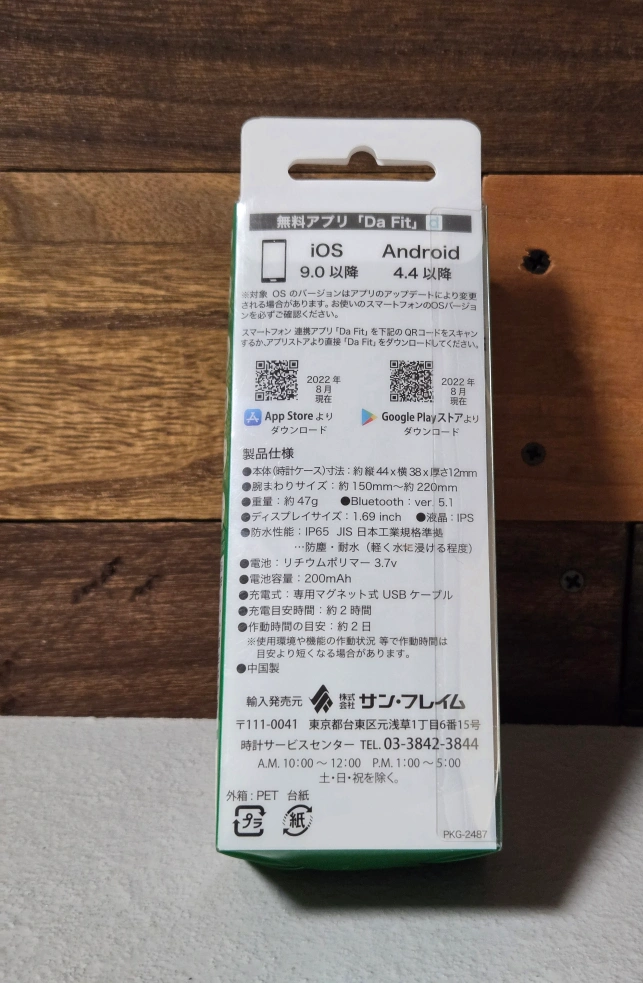 無料アプリ「Da Fit」
iOS
9.0 以降
Android
4.4 以降
※対象 OS のバージョンはアプリのアップデートにより変更
される場合があります。お使いのスマートフォンのOSバージョ
ンを必ずご確認ください。
スマートフォン 連携アプリ「Da Fit」を下記の QRコードをスキャン
するか、アプリストアより直接「Da Fit」をダウンロードしてください。
2022 年
8 月
現在
2022 年
8 月
現在
App Store より
ダウンロード
Google Play ストアより
ダウンロード
製品仕様
●本体(時計ケース)寸法:約 縦 44 x 横 38 x 厚さ12mm
●腕まわりサイズ:約 150mm〜約 220mm
●重量:約 47g ●Bluetooth:ver. 5.1
●ディスプレイサイズ:1.69 inch ●液晶:IPS
●防水性能:IP65 JIS 日本工業規格準拠
…防塵・耐水(軽く水に浸ける程度)
●電池:リチウムポリマー 3.7v
●電池容量:200mAh
●充電式:専用マグネット式 USB ケーブル
●充電目安時間:約 2 時間
●作動時間の目安:約 2 日
※使用環境や機能の作動状況 等で作動時間は
目安より短くなる場合があります。
●中国製
輸入発売元 株式会社 サン・フレイム
〒111-0041 東京都台東区元浅草1丁目6番15号
時計サービスセンター TEL. 03-3842-3844
A.M. 10:00 〜 12:00 P.M. 1:00 〜 5:00
土・日・祝を除く。
外箱:PET 台紙
プラ 紙
PKG-2487